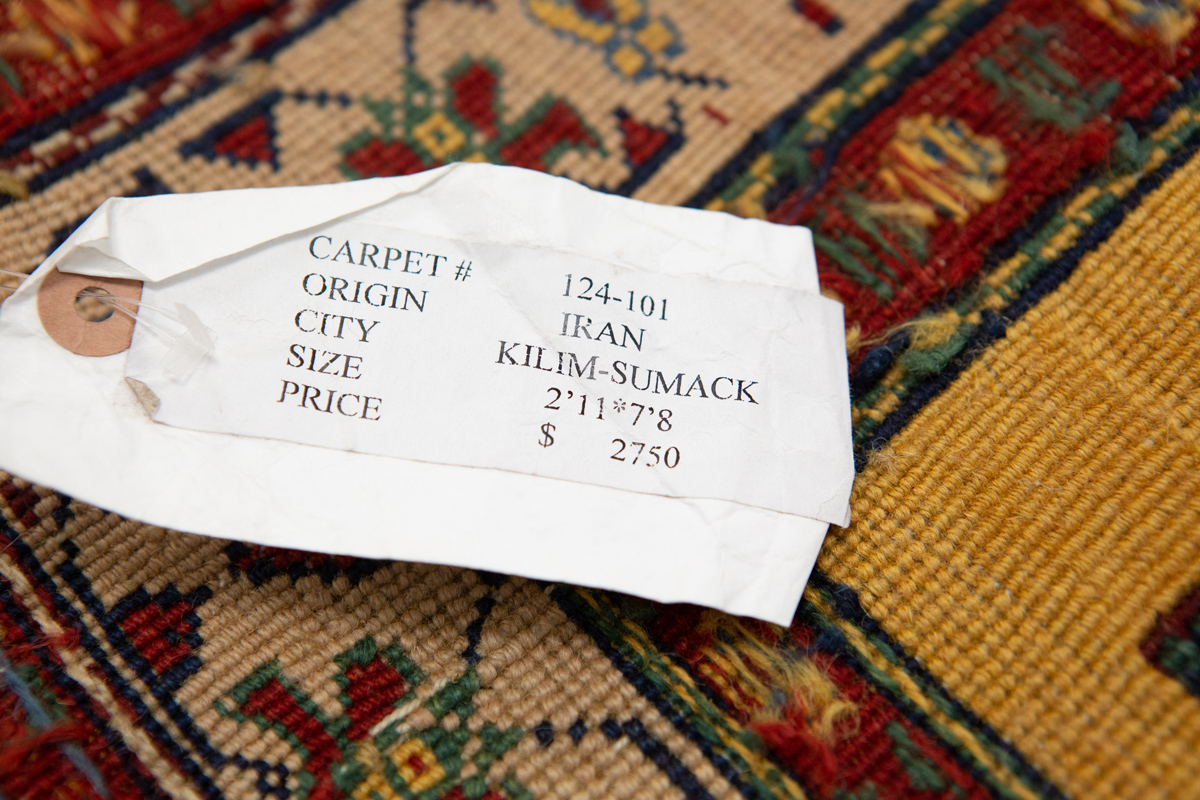 CARPET # 124-101
ORIGIN IRAN
CITY KILIM-SUMACK
SIZE 2'11*7'8
PRICE $ 2750